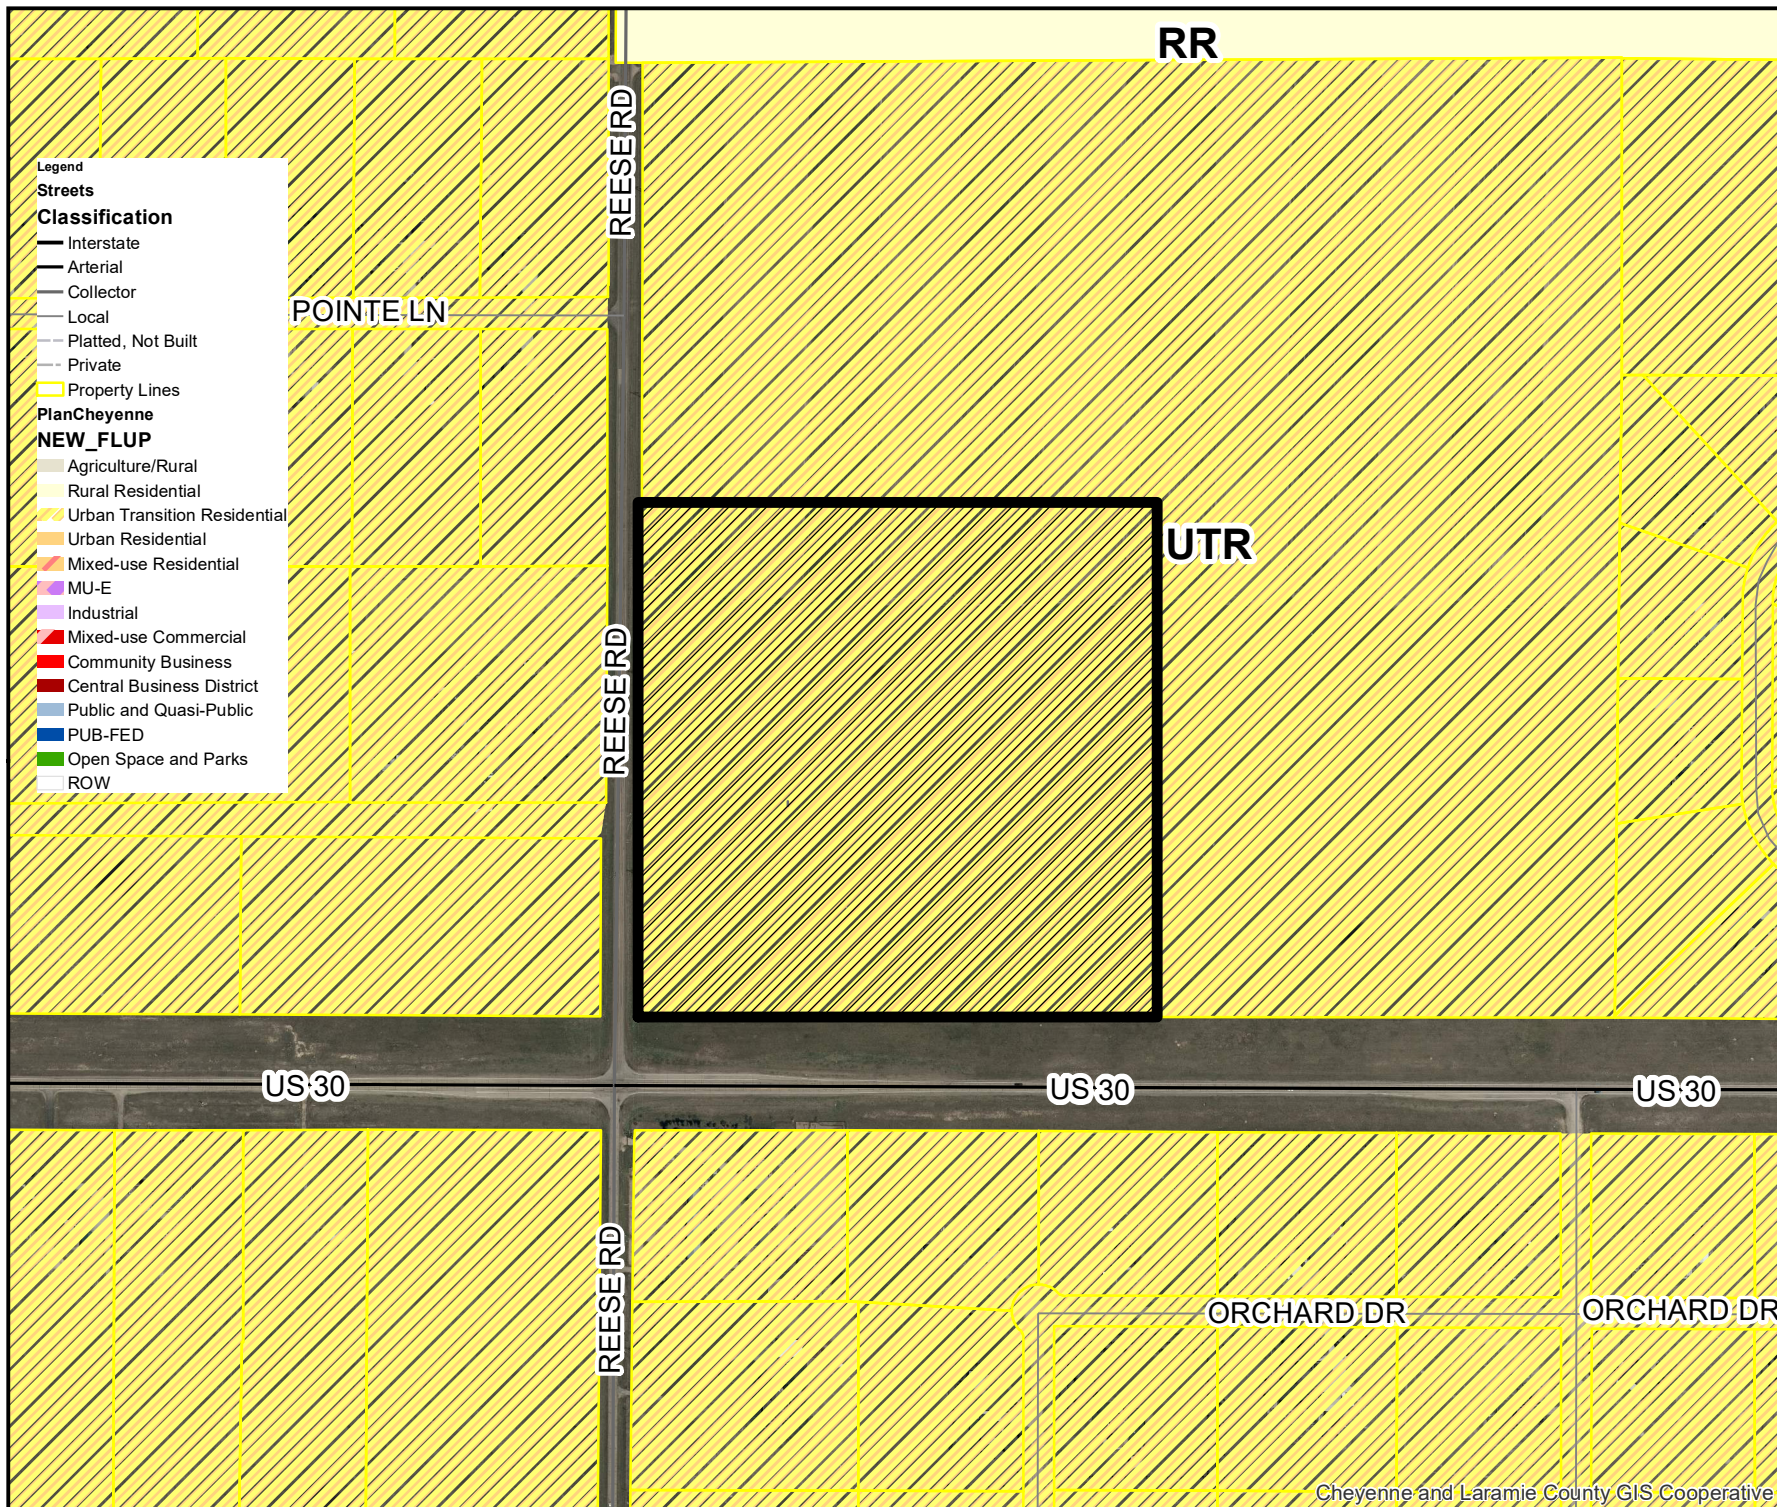 RR
REESE RD
Legend
Streets
Classification
Interstate
Arterial
Collector
Local
Platted, Not Built
Private
Property Lines
PlanCheyenne
NEW_FLUP
Agriculture/Rural
Rural Residential
Urban Transition Residential
Urban Residential
Mixed-use Residential
MU-E
Industrial
Mixed-use Commercial
Community Business
Central Business District
Public and Quasi-Public
PUB-FED
Open Space and Parks
ROW
POINTE LN
UTR
REESE RD
US 30
US 30
US 30
REESE RD
ORCHARD DR
ORCHARD DR
Cheyenne and Laramie County GIS Cooperative